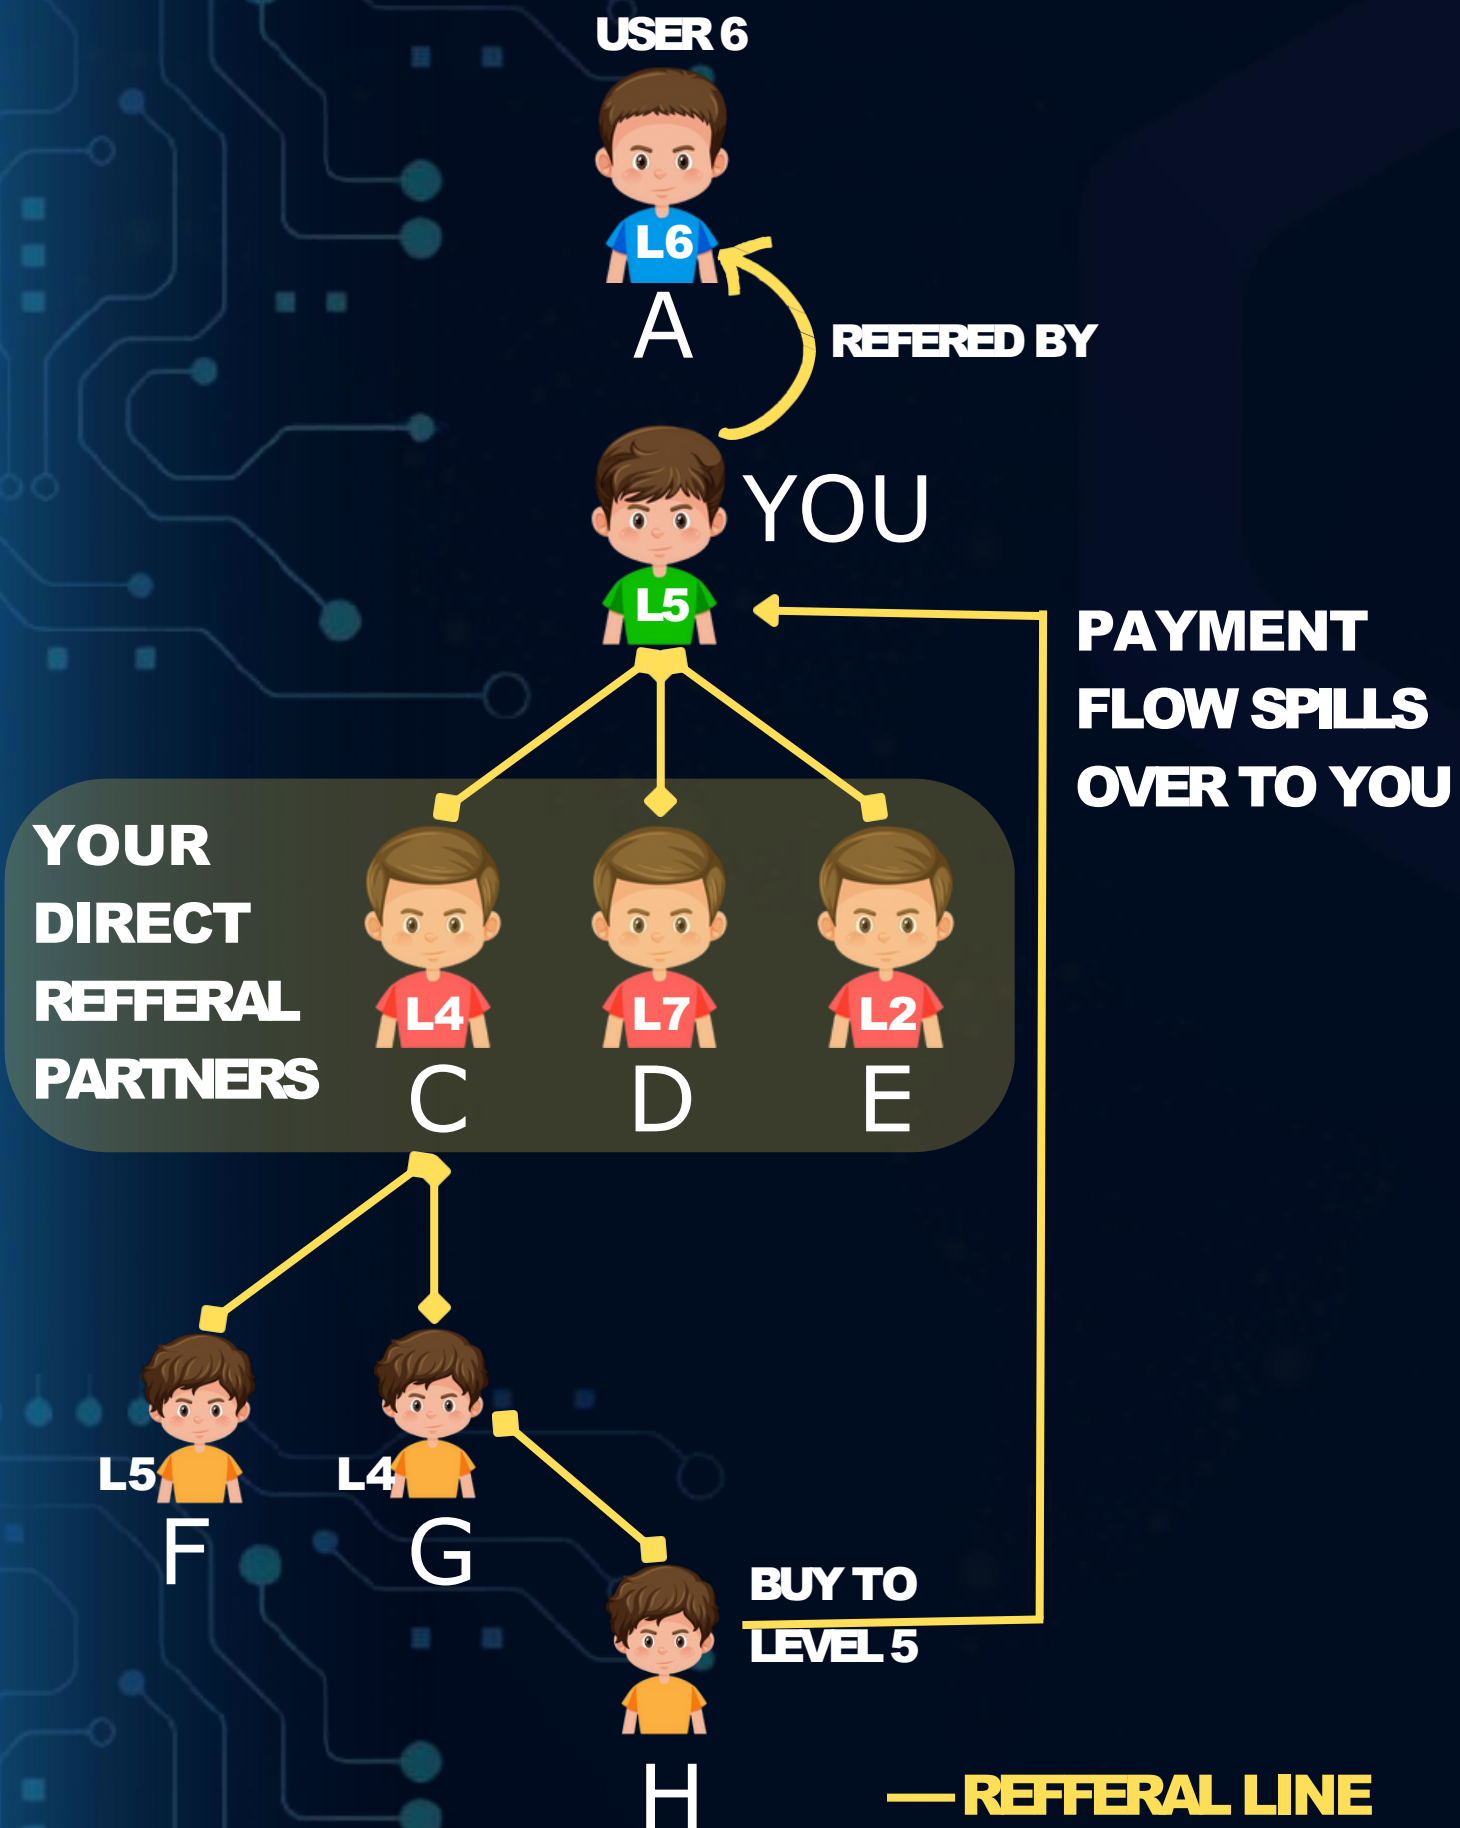 USER 6
L6
A
REFERED BY
YOU
L5
PAYMENT
FLOW SPILLS
OVER TO YOU
YOUR
DIRECT
REFFERAL
PARTNERS
L4
L7
L2
C
D
E
L5
L4
F
G
BUY TO
LEVEL 5
H
REFFERAL LINE